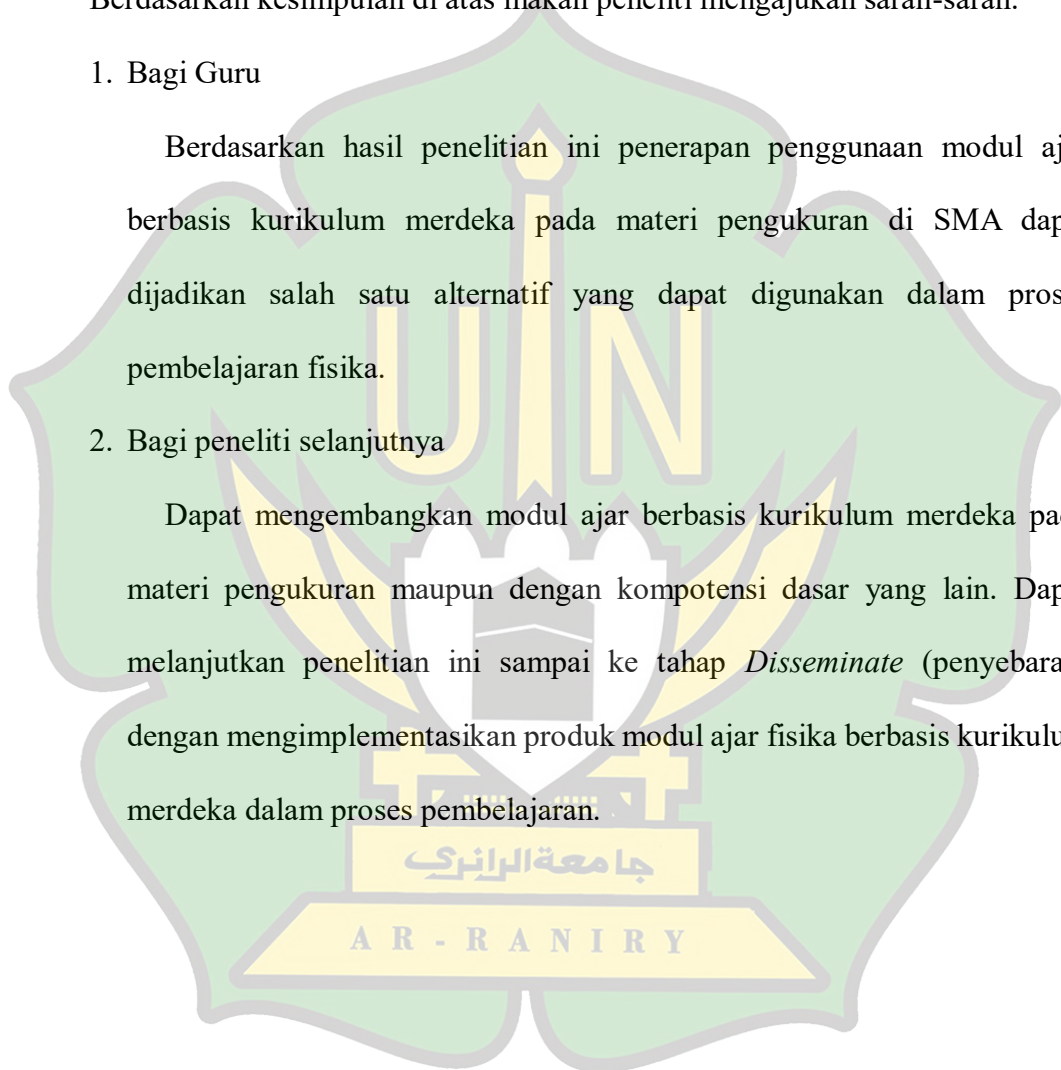 Berdasarkan kesimpulan di atas makan peneliti mengajukan saran-saran:
1. Bagi Guru
Berdasarkan hasil penelitian ini penerapan penggunaan modul aj
berbasis kurikulum merdeka pada materi pengukuran di SMA dap
dijadikan salah satu alternatif yang dapat digunakan dalam pros
pembelajaran fisika.
2. Bagi peneliti selanjutnya
Dapat mengembangkan modul ajar berbasis kurikulum merdeka pa
materi pengukuran maupun dengan kompotensi dasar yang lain. Dap
melanjutkan penelitian ini sampai ke tahap Disseminate (penyebara
dengan mengimplementasikan produk modul ajar fisika berbasis kurikulu
merdeka dalam proses pembelajaran.
UIN
جامعة الرانري
AR-RANIRY